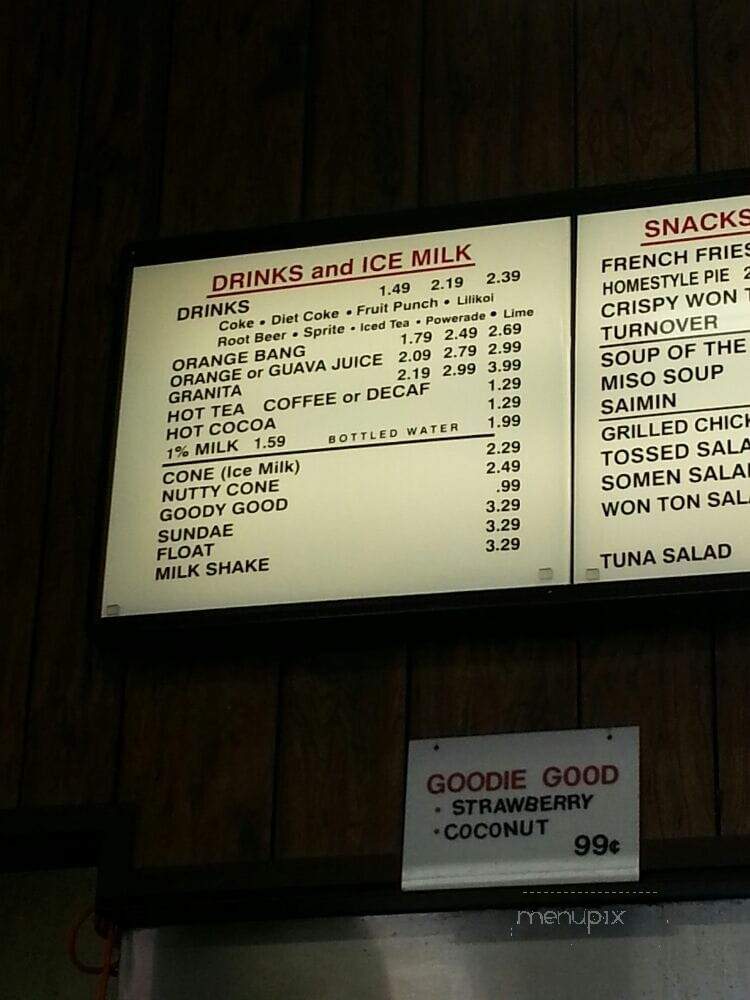 DRINKS and ICE MILK
DRINKS 1.49 2.19 2.39
Coke • Diet Coke • Fruit Punch • Lilikoi
Root Beer • Sprite • Iced Tea • Powerade • Lime
ORANGE BANG 1.79 2.49 2.69
ORANGE or GUAVA JUICE 2.09 2.79 2.99
GRANITA 2.19 2.99 3.99
HOT TEA COFFEE or DECAF 1.29
HOT COCOA 1.29
1% MILK 1.59 BOTTLED WATER 1.99
CONE (Ice Milk) 2.29
NUTTY CONE 2.49
GOODY GOOD .99
SUNDAE 3.29
FLOAT 3.29
MILK SHAKE 3.29
SNACKS
FRENCH FRIES
HOMESTYLE PIE 2
CRISPY WON
TURNOVER
SOUP OF THE
MISO SOUP
SAIMIN
GRILLED CHICK
TOSSED SALA
SOMEN SALA
WON TON SAL
TUNA SALAD
GOODIE GOOD
• STRAWBERRY
• COCONUT
99¢
menupix